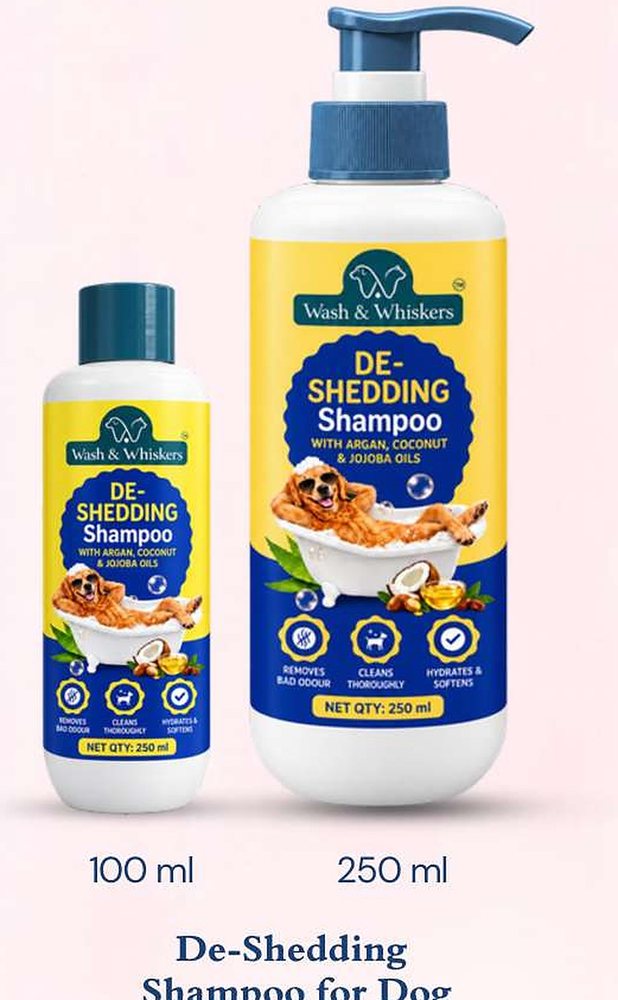 Wash & Whiskers
TM
DE-
SHEDDING
Shampoo
WITH ARGAN, COCONUT
& JOJOBA OILS
REMOVES
BAD ODOUR
CLEANS
THOROUGHLY
HYDRATES &
SOFTENS
NET QTY: 250 ml
Wash & Whiskers
TM
DE-
SHEDDING
Shampoo
WITH ARGAN, COCONUT
& JOJOBA OILS
REMOVES
BAD ODOUR
CLEANS
THOROUGHLY
HYDRATES &
SOFTENS
NET QTY: 250 ml
100 ml
250 ml
De-Shedding
Shampoo for Dog